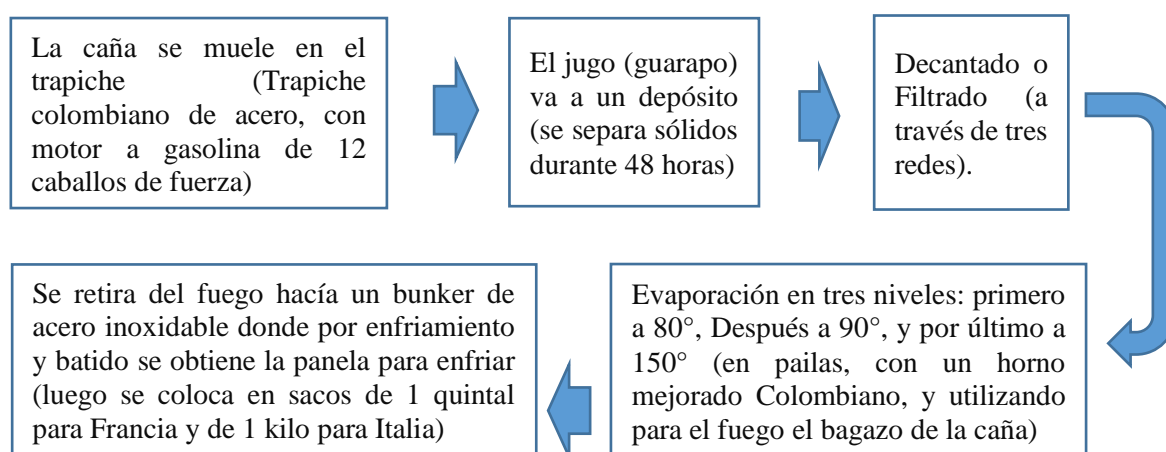 La caña se muele en el
trapiche (Trapiche
colombiano de acero, con
motor a gasolina de 12
caballos de fuerza)
El jugo (guarapo)
va a un depósito
(se separa sólidos
durante 48 horas)
Decantado o
Filtrado (a
través de tres
redes).
Evaporación en tres niveles: primero
a 80°, Después a 90°, y por último a
150° (en pailas, con un horno
mejorado Colombiano, y utilizando
para el fuego el bagazo de la caña)
Se retira del fuego hacía un bunker de
acero inoxidable donde por enfriamiento
y batido se obtiene la panela para enfriar
(luego se coloca en sacos de 1 quintal
para Francia y de 1 kilo para Italia)